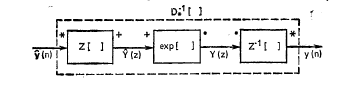 D*⁻¹[ ]
* + + • • *
ŷ(n) Z[ ] Ŷ(z) exp[ ] Y(z) Z⁻¹[ ] y(n)